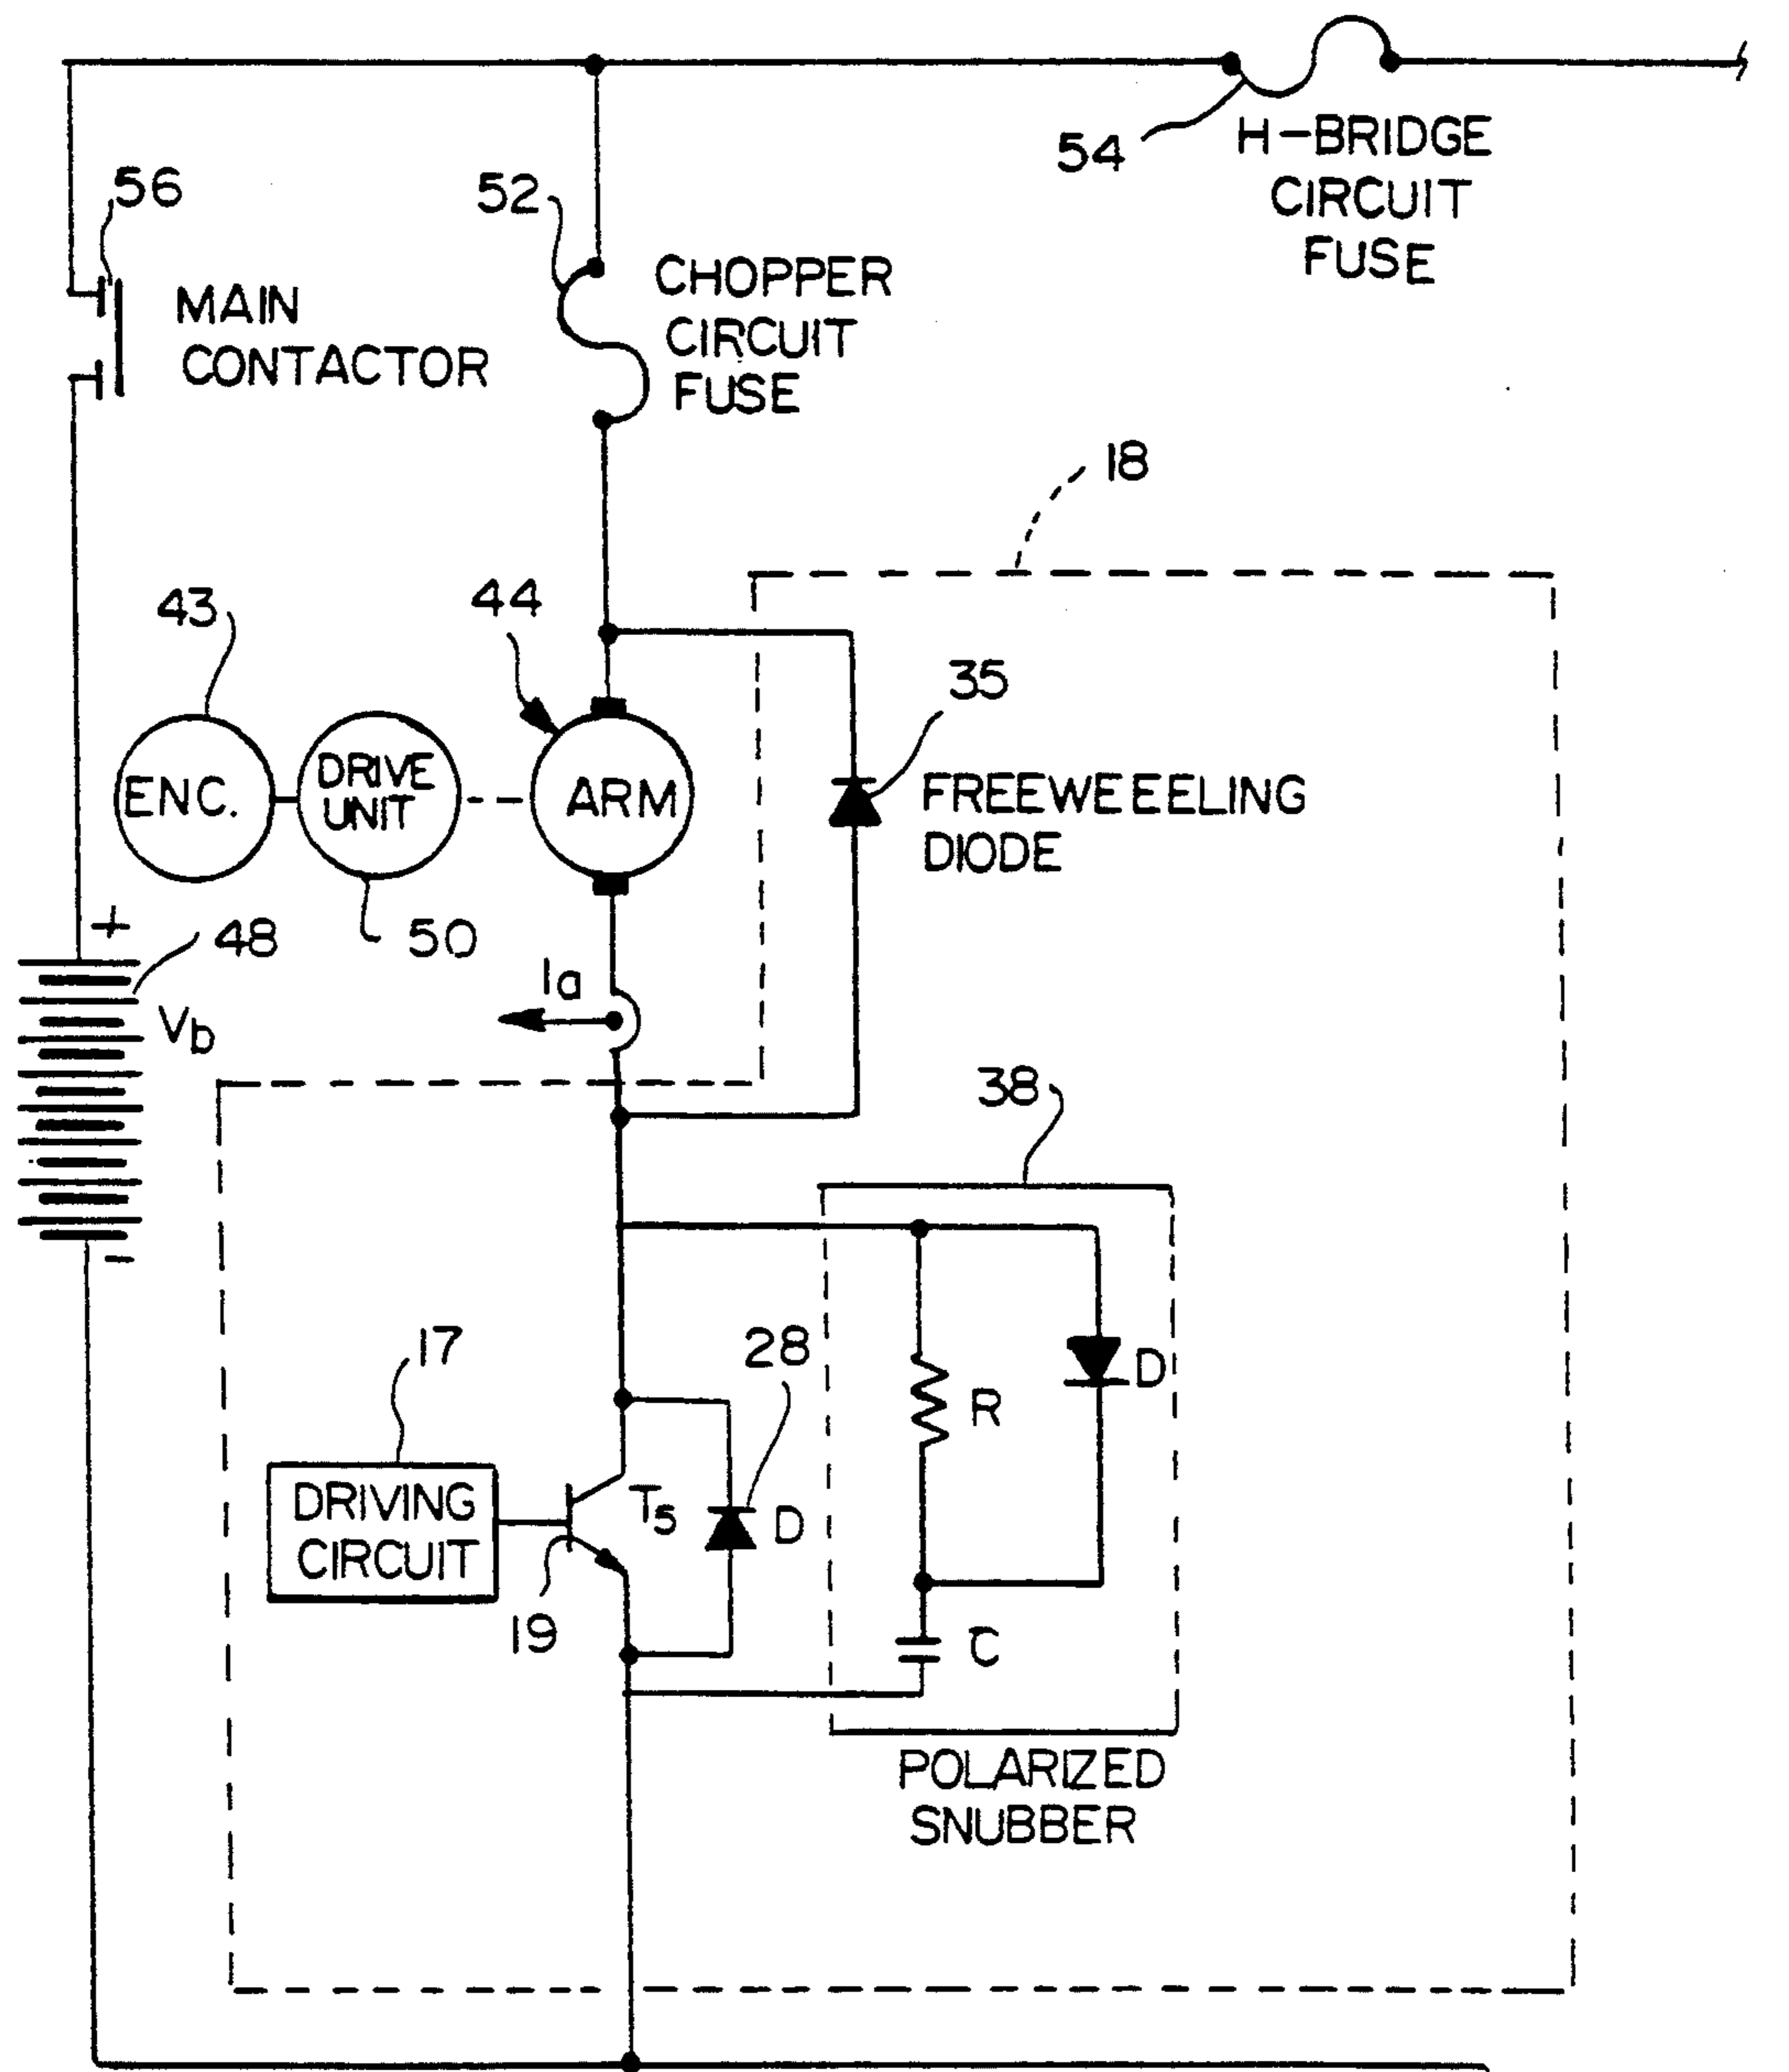 54
H-BRIDGE
CIRCUIT
FUSE
56
52
MAIN
CONTACTOR
CHOPPER
CIRCUIT
FUSE
18
43
44
35
ENC.
DRIVE
UNIT
ARM
FREEWEEELING
DIODE
+
48
50
Ia
Vb
38
-
17
28
R
D
DRIVING
CIRCUIT
T5
D
19
C
POLARIZED
SNUBBER